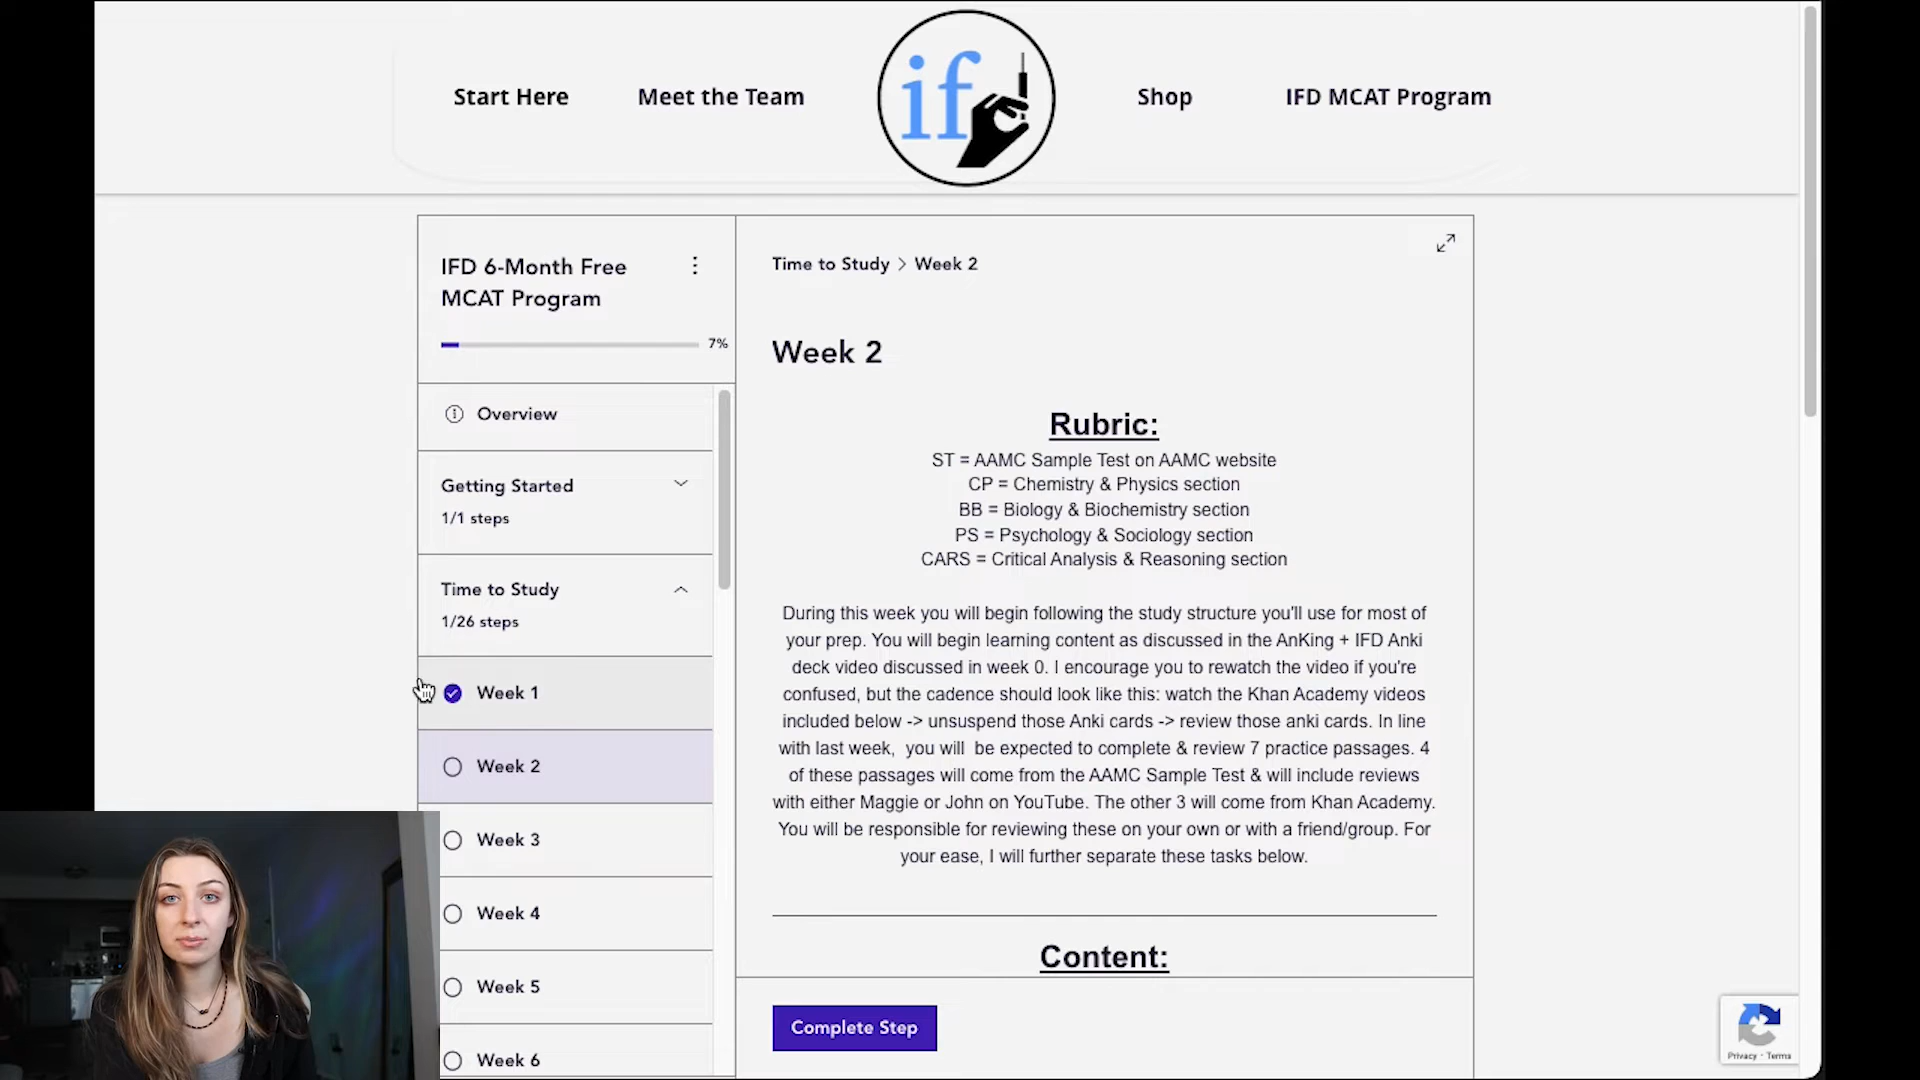 Start Here
Meet the Team
if
Shop
IFD MCAT Program
IFD 6-Month Free
MCAT Program
7%
Overview
Getting Started
1/1 steps
Time to Study
1/26 steps
Week 1
Week 2
Week 3
Week 4
Week 5
Week 6
Time to Study > Week 2
Week 2
Rubric:
ST = AAMC Sample Test on AAMC website
CP = Chemistry & Physics section
BB = Biology & Biochemistry section
PS = Psychology & Sociology section
CARS = Critical Analysis & Reasoning section
During this week you will begin following the study structure you'll use for most of
your prep. You will begin learning content as discussed in the AnKing + IFD Anki
deck video discussed in week 0. I encourage you to rewatch the video if you're
confused, but the cadence should look like this: watch the Khan Academy videos
included below -> unsuspend those Anki cards -> review those anki cards. In line
with last week, you will be expected to complete & review 7 practice passages. 4
of these passages will come from the AAMC Sample Test & will include reviews
with either Maggie or John on YouTube. The other 3 will come from Khan Academy.
You will be responsible for reviewing these on your own or with a friend/group. For
your ease, I will further separate these tasks below.
Content:
Complete Step
Privacy · Terms